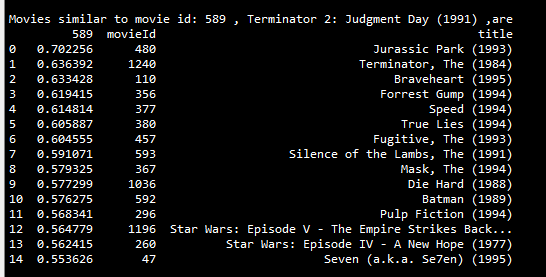 Movies similar to movie id: 589 , Terminator 2: Judgment Day (1991) ,are
589 movieId title
0 0.702256 480 Jurassic Park (1993)
1 0.636392 1240 Terminator, The (1984)
2 0.633428 110 Braveheart (1995)
3 0.619415 356 Forrest Gump (1994)
4 0.614814 377 Speed (1994)
5 0.605887 380 True Lies (1994)
6 0.604555 457 Fugitive, The (1993)
7 0.591071 593 Silence of the Lambs, The (1991)
8 0.579325 367 Mask, The (1994)
9 0.577299 1036 Die Hard (1988)
10 0.576275 592 Batman (1989)
11 0.568341 296 Pulp Fiction (1994)
12 0.564779 1196 Star Wars: Episode V - The Empire Strikes Back...
13 0.562415 260 Star Wars: Episode IV - A New Hope (1977)
14 0.553626 47 Seven (a.k.a. Se7en) (1995)